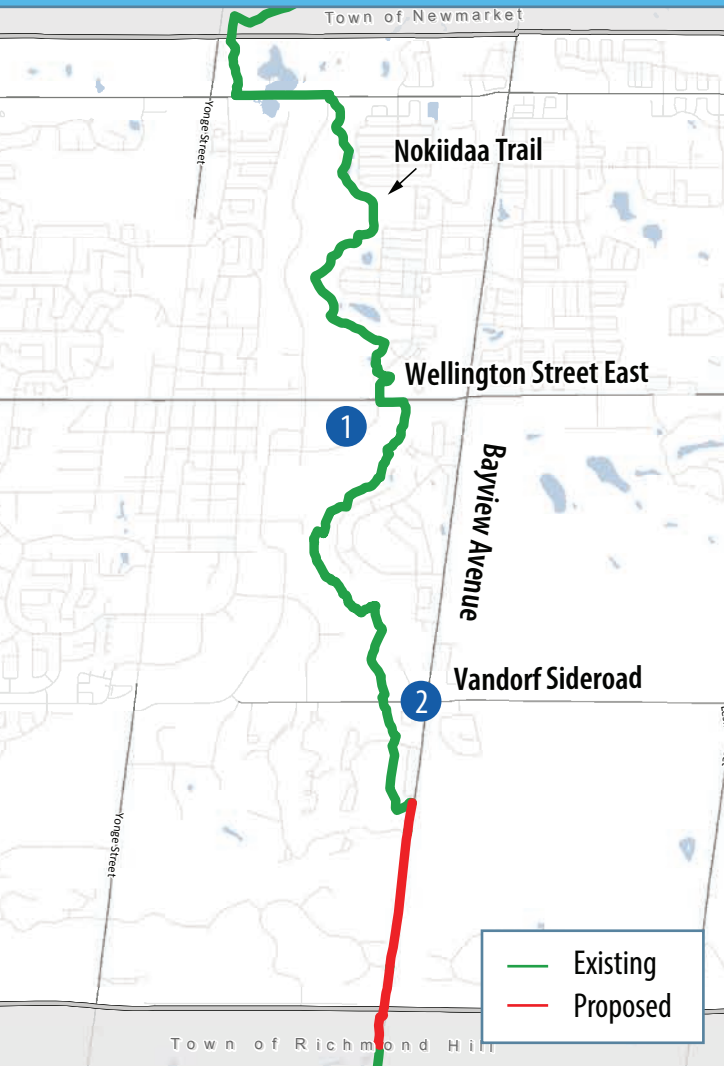 Town of Newmarket
Yonge Street
Nokiidaa Trail
Wellington Street East
1
Bayview Avenue
Vandorf Sideroad
2
Yonge Street
Existing
Proposed
Town of Richmond Hill